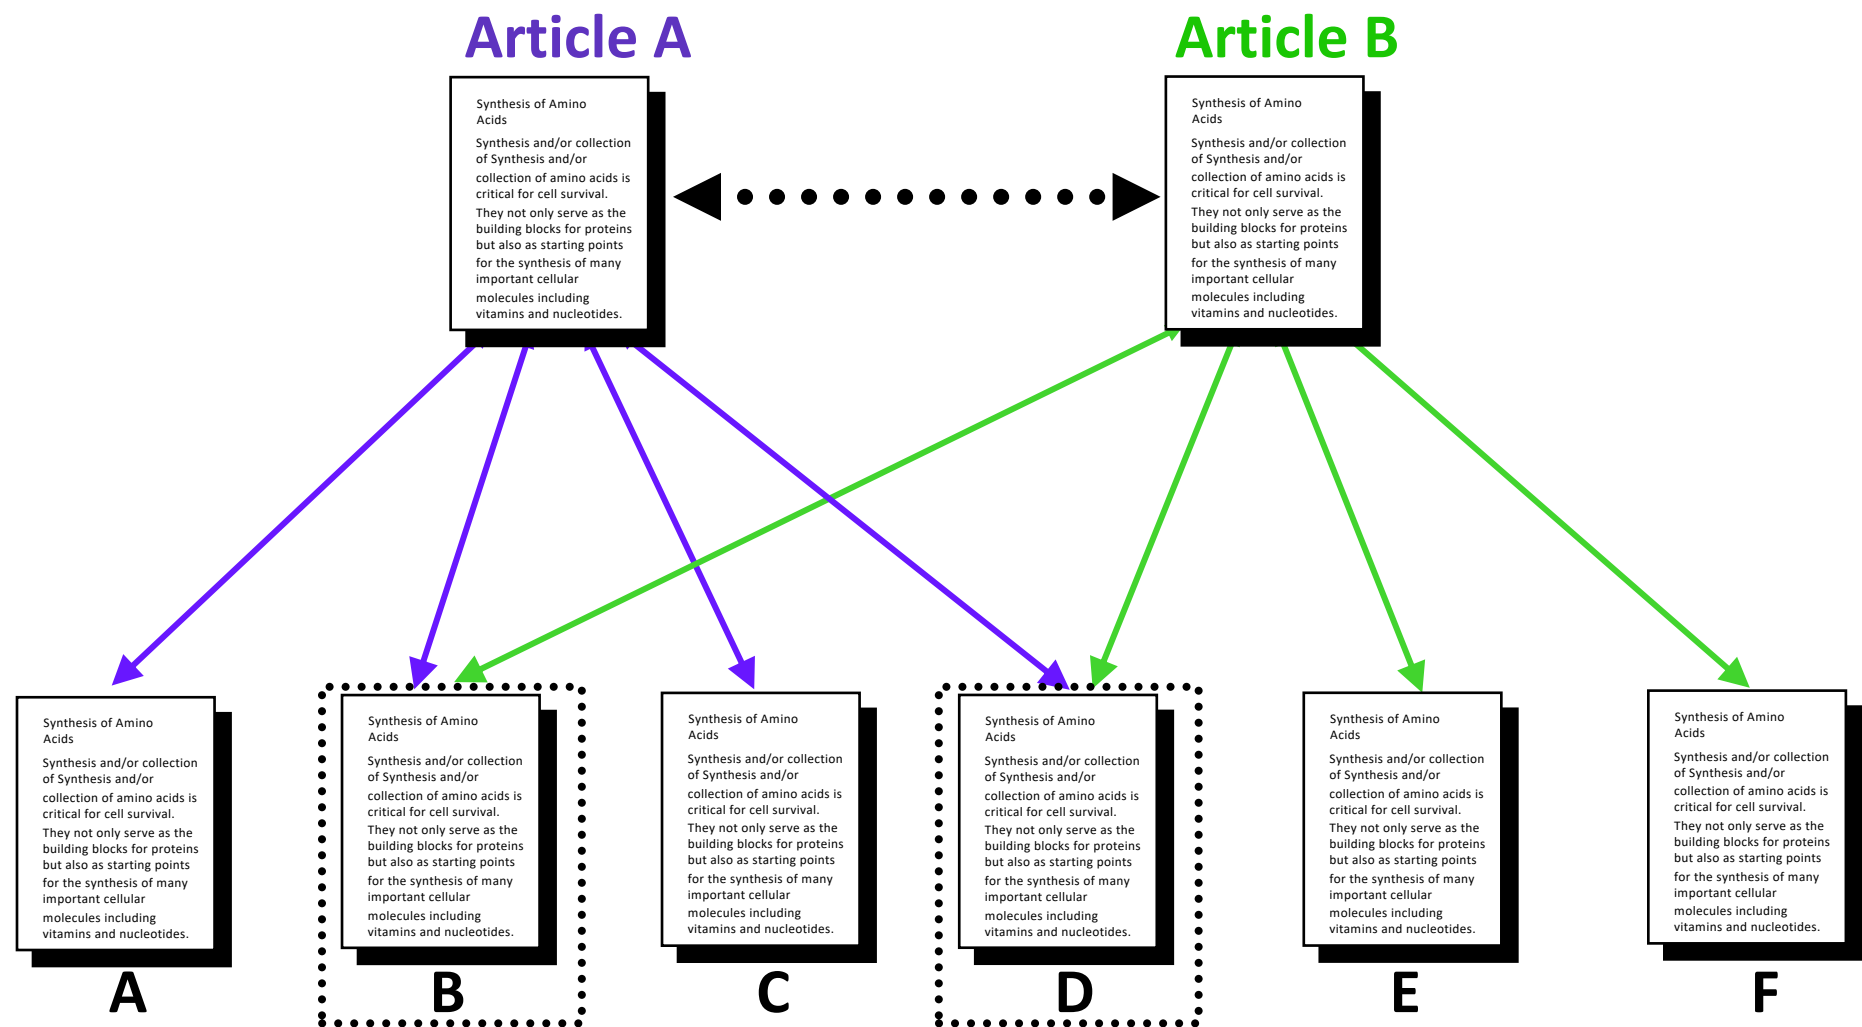 Article A
Article B
Synthesis of Amino
Acids
Synthesis and/or collection
of Synthesis and/or
collection of amino acids is
critical for cell survival.
They not only serve as the
building blocks for proteins
but also as starting points
for the synthesis of many
important cellular
molecules including
vitamins and nucleotides.
Synthesis of Amino
Acids
Synthesis and/or collection
of Synthesis and/or
collection of amino acids is
critical for cell survival.
They not only serve as the
building blocks for proteins
but also as starting points
for the synthesis of many
important cellular
molecules including
vitamins and nucleotides.
Synthesis of Amino
Acids
Synthesis and/or collection
of Synthesis and/or
collection of amino acids is
critical for cell survival.
They not only serve as the
building blocks for proteins
but also as starting points
for the synthesis of many
important cellular
molecules including
vitamins and nucleotides.
A
Synthesis of Amino
Acids
Synthesis and/or collection
of Synthesis and/or
collection of amino acids is
critical for cell survival.
They not only serve as the
building blocks for proteins
but also as starting points
for the synthesis of many
important cellular
molecules including
vitamins and nucleotides.
B
Synthesis of Amino
Acids
Synthesis and/or collection
of Synthesis and/or
collection of amino acids is
critical for cell survival.
They not only serve as the
building blocks for proteins
but also as starting points
for the synthesis of many
important cellular
molecules including
vitamins and nucleotides.
C
Synthesis of Amino
Acids
Synthesis and/or collection
of Synthesis and/or
collection of amino acids is
critical for cell survival.
They not only serve as the
building blocks for proteins
but also as starting points
for the synthesis of many
important cellular
molecules including
vitamins and nucleotides.
D
Synthesis of Amino
Acids
Synthesis and/or collection
of Synthesis and/or
collection of amino acids is
critical for cell survival.
They not only serve as the
building blocks for proteins
but also as starting points
for the synthesis of many
important cellular
molecules including
vitamins and nucleotides.
E
Synthesis of Amino
Acids
Synthesis and/or collection
of Synthesis and/or
collection of amino acids is
critical for cell survival.
They not only serve as the
building blocks for proteins
but also as starting points
for the synthesis of many
important cellular
molecules including
vitamins and nucleotides.
F